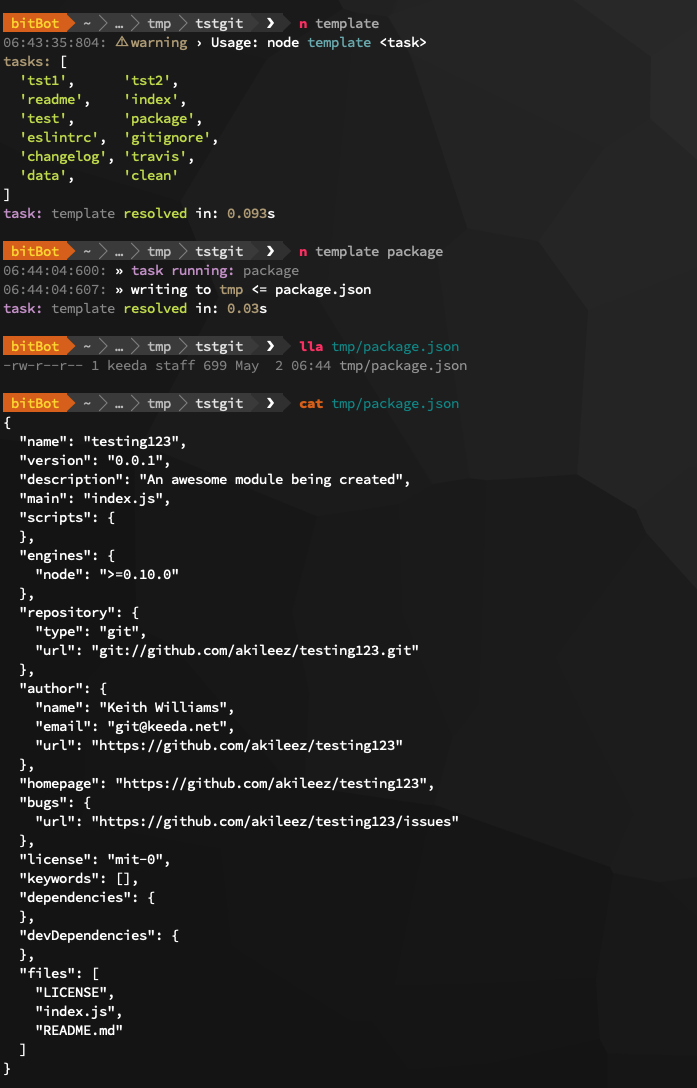 bitBot ~ … tmp tstgit ❯ n template
06:43:35:804: ⚠warning › Usage: node template <task>
tasks: [
  'tst1',      'tst2',
  'readme',    'index',
  'test',      'package',
  'eslintrc',  'gitignore',
  'changelog', 'travis',
  'data',      'clean'
]
task: template resolved in: 0.093s
bitBot ~ … tmp tstgit ❯ n template package
06:44:04:600: » task running: package
06:44:04:607: » writing to tmp <= package.json
task: template resolved in: 0.03s
bitBot ~ … tmp tstgit ❯ lla tmp/package.json
-rw-r--r-- 1 keeda staff 699 May  2 06:44 tmp/package.json
bitBot ~ … tmp tstgit ❯ cat tmp/package.json
{
  "name": "testing123",
  "version": "0.0.1",
  "description": "An awesome module being created",
  "main": "index.js",
  "scripts": {
  },
  "engines": {
    "node": ">=0.10.0"
  },
  "repository": {
    "type": "git",
    "url": "git://github.com/akileez/testing123.git"
  },
  "author": {
    "name": "Keith Williams",
    "email": "git@keeda.net",
    "url": "https://github.com/akileez/testing123"
  },
  "homepage": "https://github.com/akileez/testing123",
  "bugs": {
    "url": "https://github.com/akileez/testing123/issues"
  },
  "license": "mit-0",
  "keywords": [],
  "dependencies": {
  },
  "devDependencies": {
  },
  "files": [
    "LICENSE",
    "index.js",
    "README.md"
  ]
}